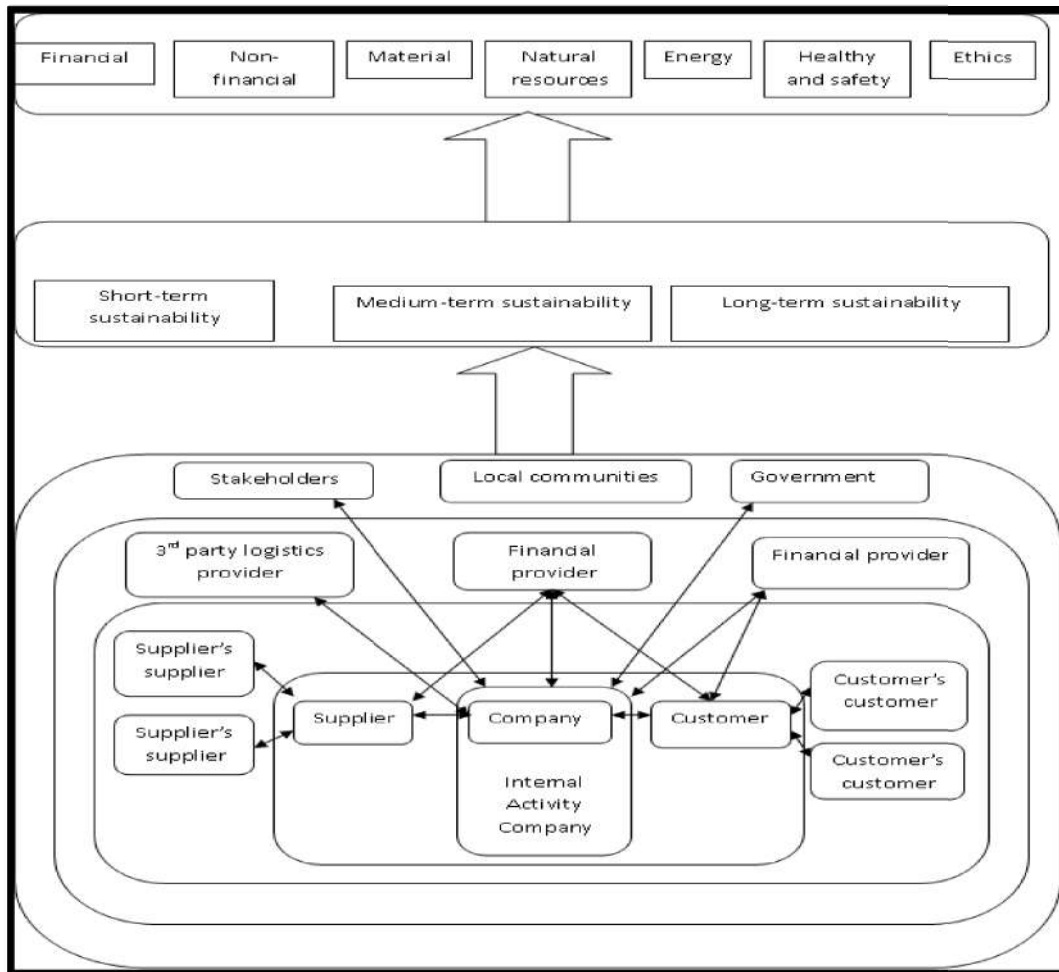 Financial
Non-
financial
Material
Natural
resources
Energy
Healthy
and safety
Ethics
Short-term
sustainability
Medium-term sustainability
Long-term sustainability
Stakeholders
Local communities
Government
3rd party logistics
provider
Financial
provider
Financial provider
Supplier's
supplier
Supplier's
supplier
Supplier
Company
Customer
Customer's
customer
Customer's
customer
Internal
Activity
Company